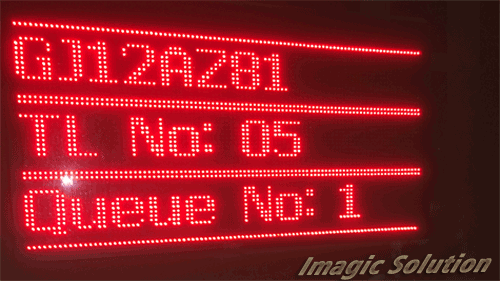 GJ12AZ81
TL No: 05
Queue No: 1
Imagic Solution